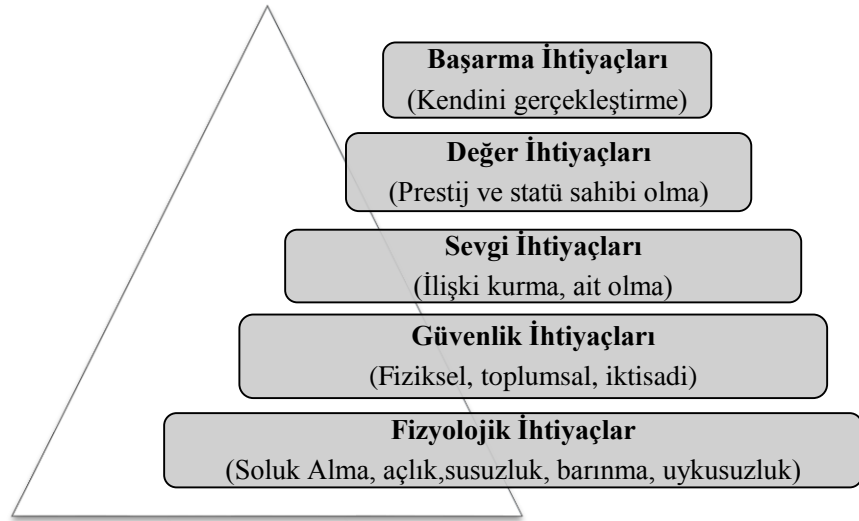 Başarma İhtiyaçları
(Kendini gerçekleştirme)
Değer İhtiyaçları
(Prestij ve statü sahibi olma)
Sevgi İhtiyaçları
(İlişki kurma, ait olma)
Güvenlik İhtiyaçları
(Fiziksel, toplumsal, iktisadi)
Fizyolojik İhtiyaçlar
(Soluk Alma, açlık,susuzluk, barınma, uykusuzluk)